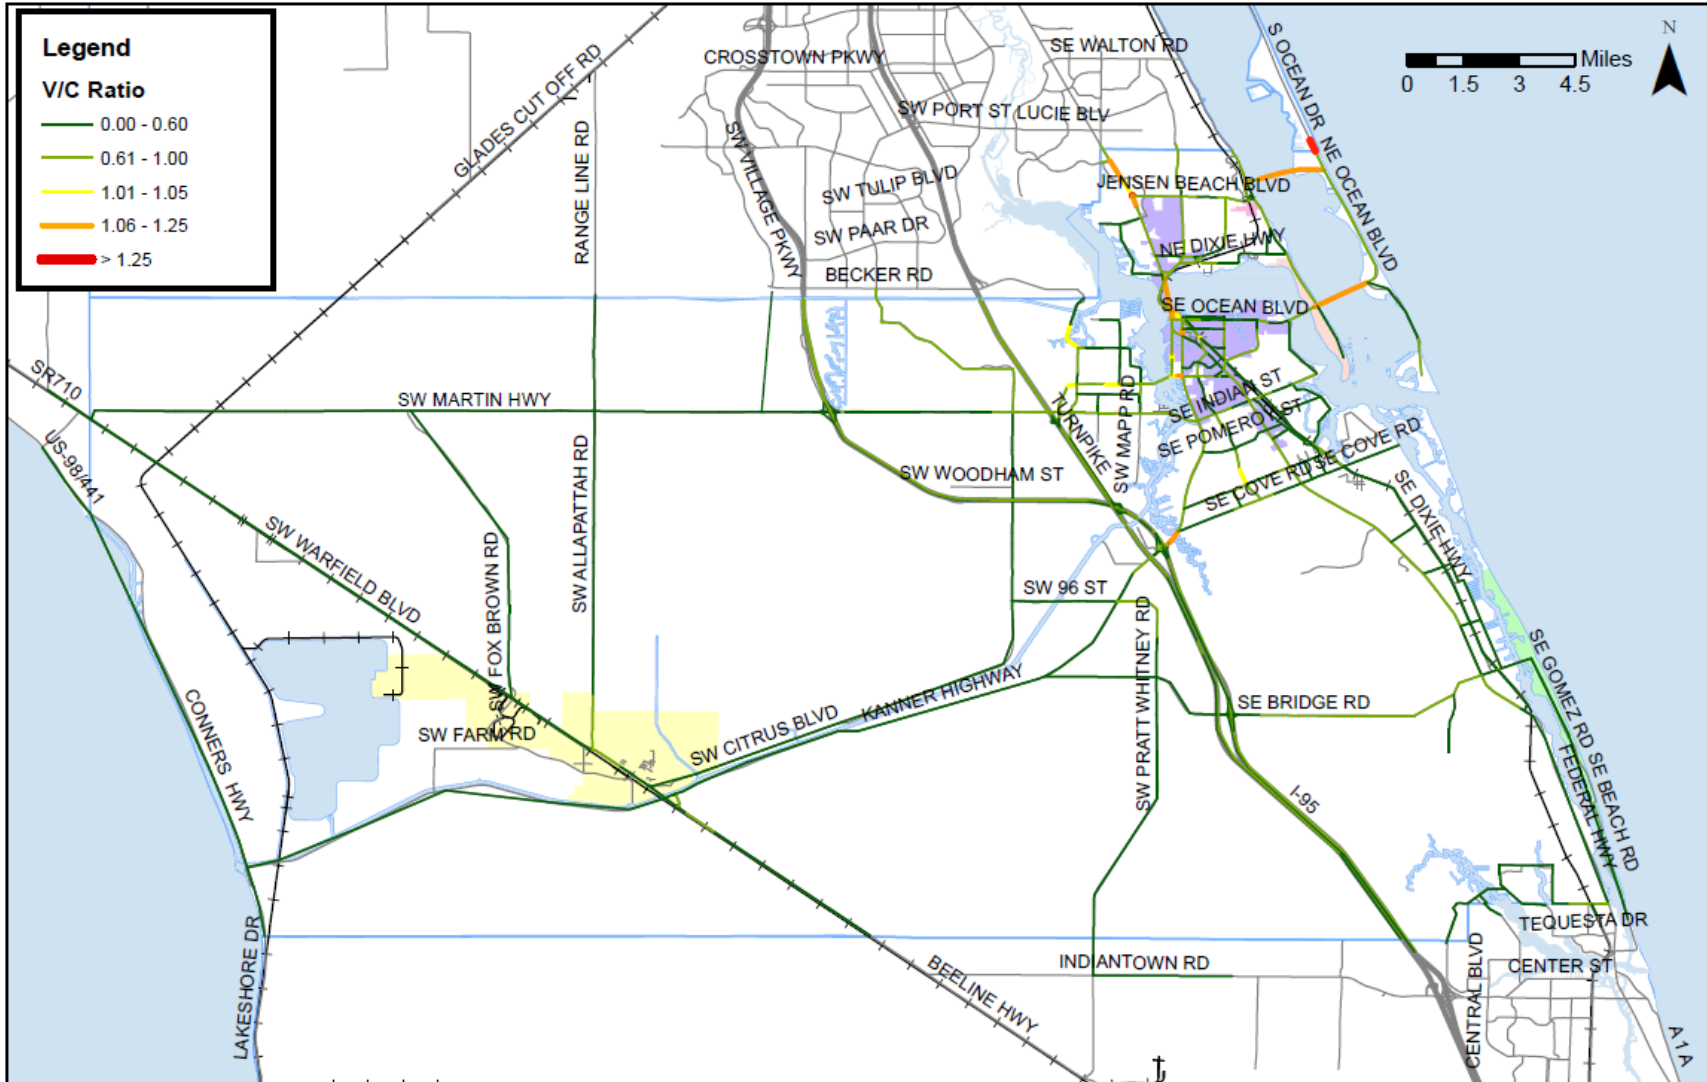 Legend
V/C Ratio
0.00 - 0.60
0.61 - 1.00
1.01 - 1.05
1.06 - 1.25
> 1.25
N
Miles
0 1.5 3 4.5
SE WALTON RD
CROSSTOWN PKWY
GLADES CUT OFF RD
S OCEAN DR
SW PORT ST LUCIE BLV
RANGE LINE RD
SW VILLAGE PKWY
NE OCEAN BLVD
SW TULIP BLVD
JENSEN BEACH BLVD
SW PAAR DR
NE DIXIE HWY
BECKER RD
SE OCEAN BLVD
SR710
SW MARTIN HWY
SE INDIAN ST
TURNPIKE
SW MAPP RD
SE POMEROY ST
US-98/441
SW ALLAPATTAH RD
SW WOODHAM ST
SE COVE RD
SE COVE RD
SE DIXIE HWY
SW WARFIELD BLVD
SW FOX BROWN RD
SW 96 ST
SW PRATT WHITNEY RD
SE GOMEZ RD
CONNERS HWY
SW FARM RD
SW CITRUS BLVD
KANNER HIGHWAY
SE BRIDGE RD
SE BEACH RD
FEDERAL HWY
I-95
LAKESHORE DR
TEQUESTA DR
BEELINE HWY
INDIANTOWN RD
CENTRAL BLVD
CENTER ST
A1A